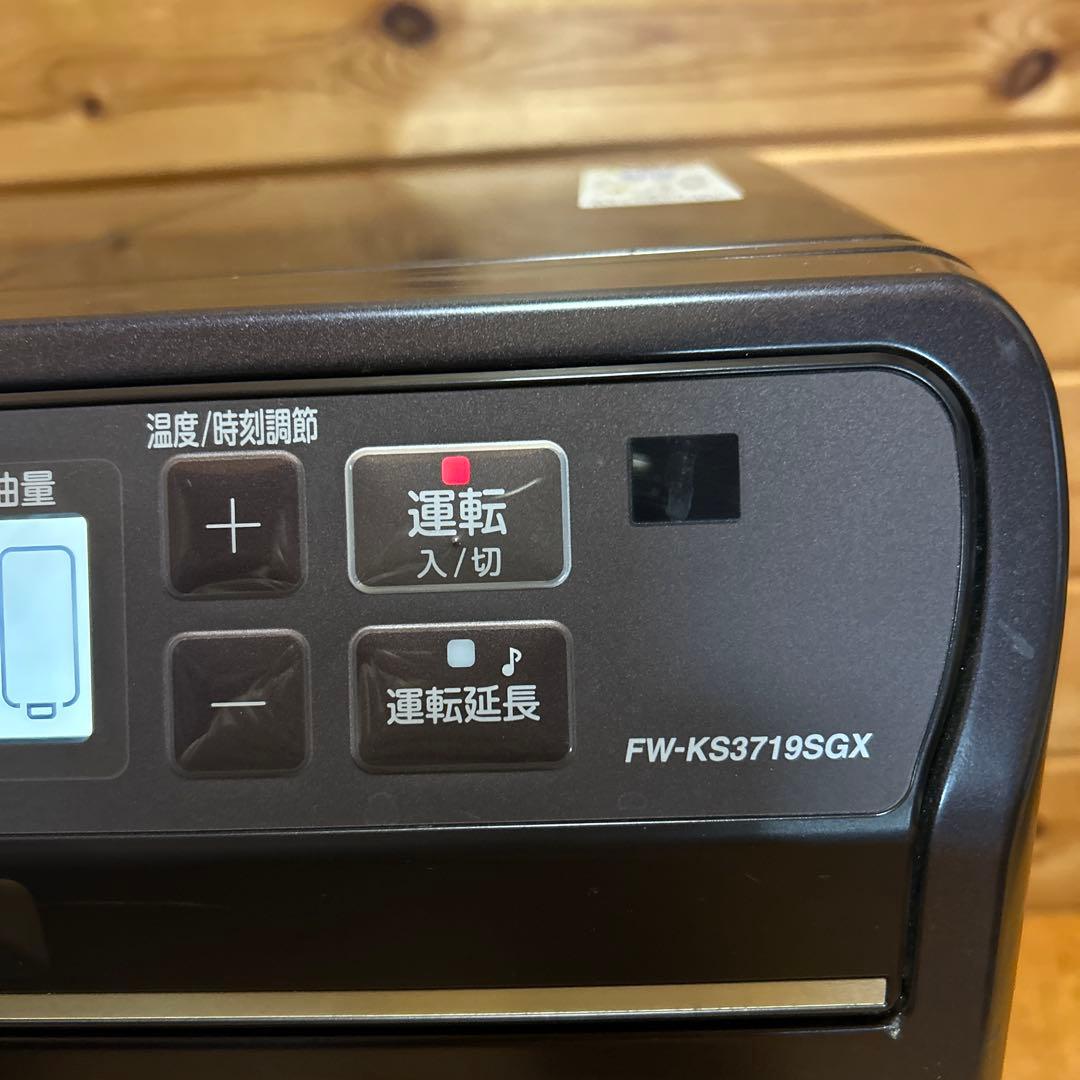 温度/時刻調節
油量
＋
運転
入/切
－
♪
運転延長
FW-KS3719SGX